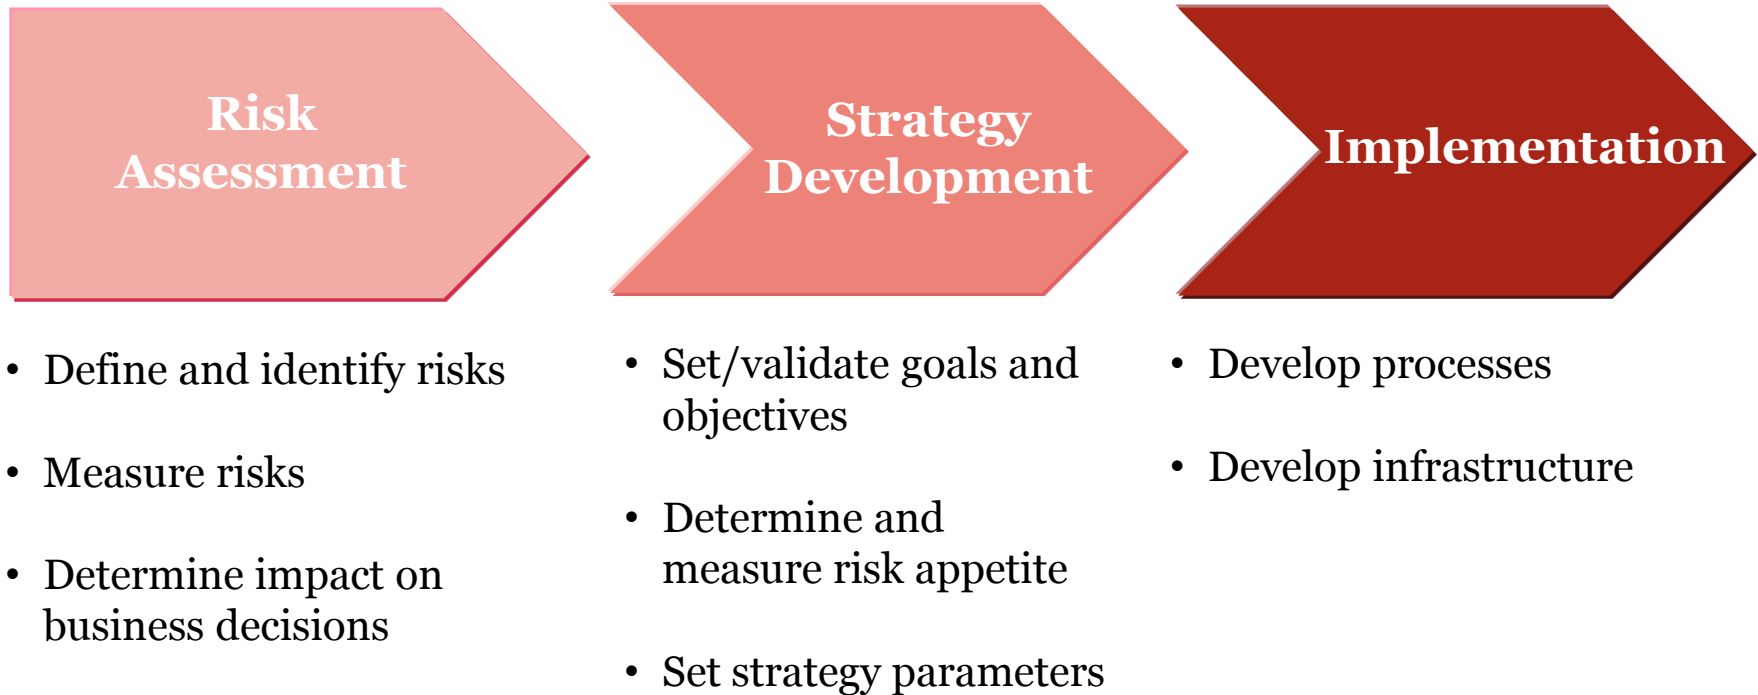 Risk
Assessment
Strategy
Development
Implementation
• Define and identify risks
• Measure risks
• Determine impact on
business decisions
• Set/validate goals and
objectives
• Determine and
measure risk appetite
• Set strategy parameters
• Develop processes
• Develop infrastructure